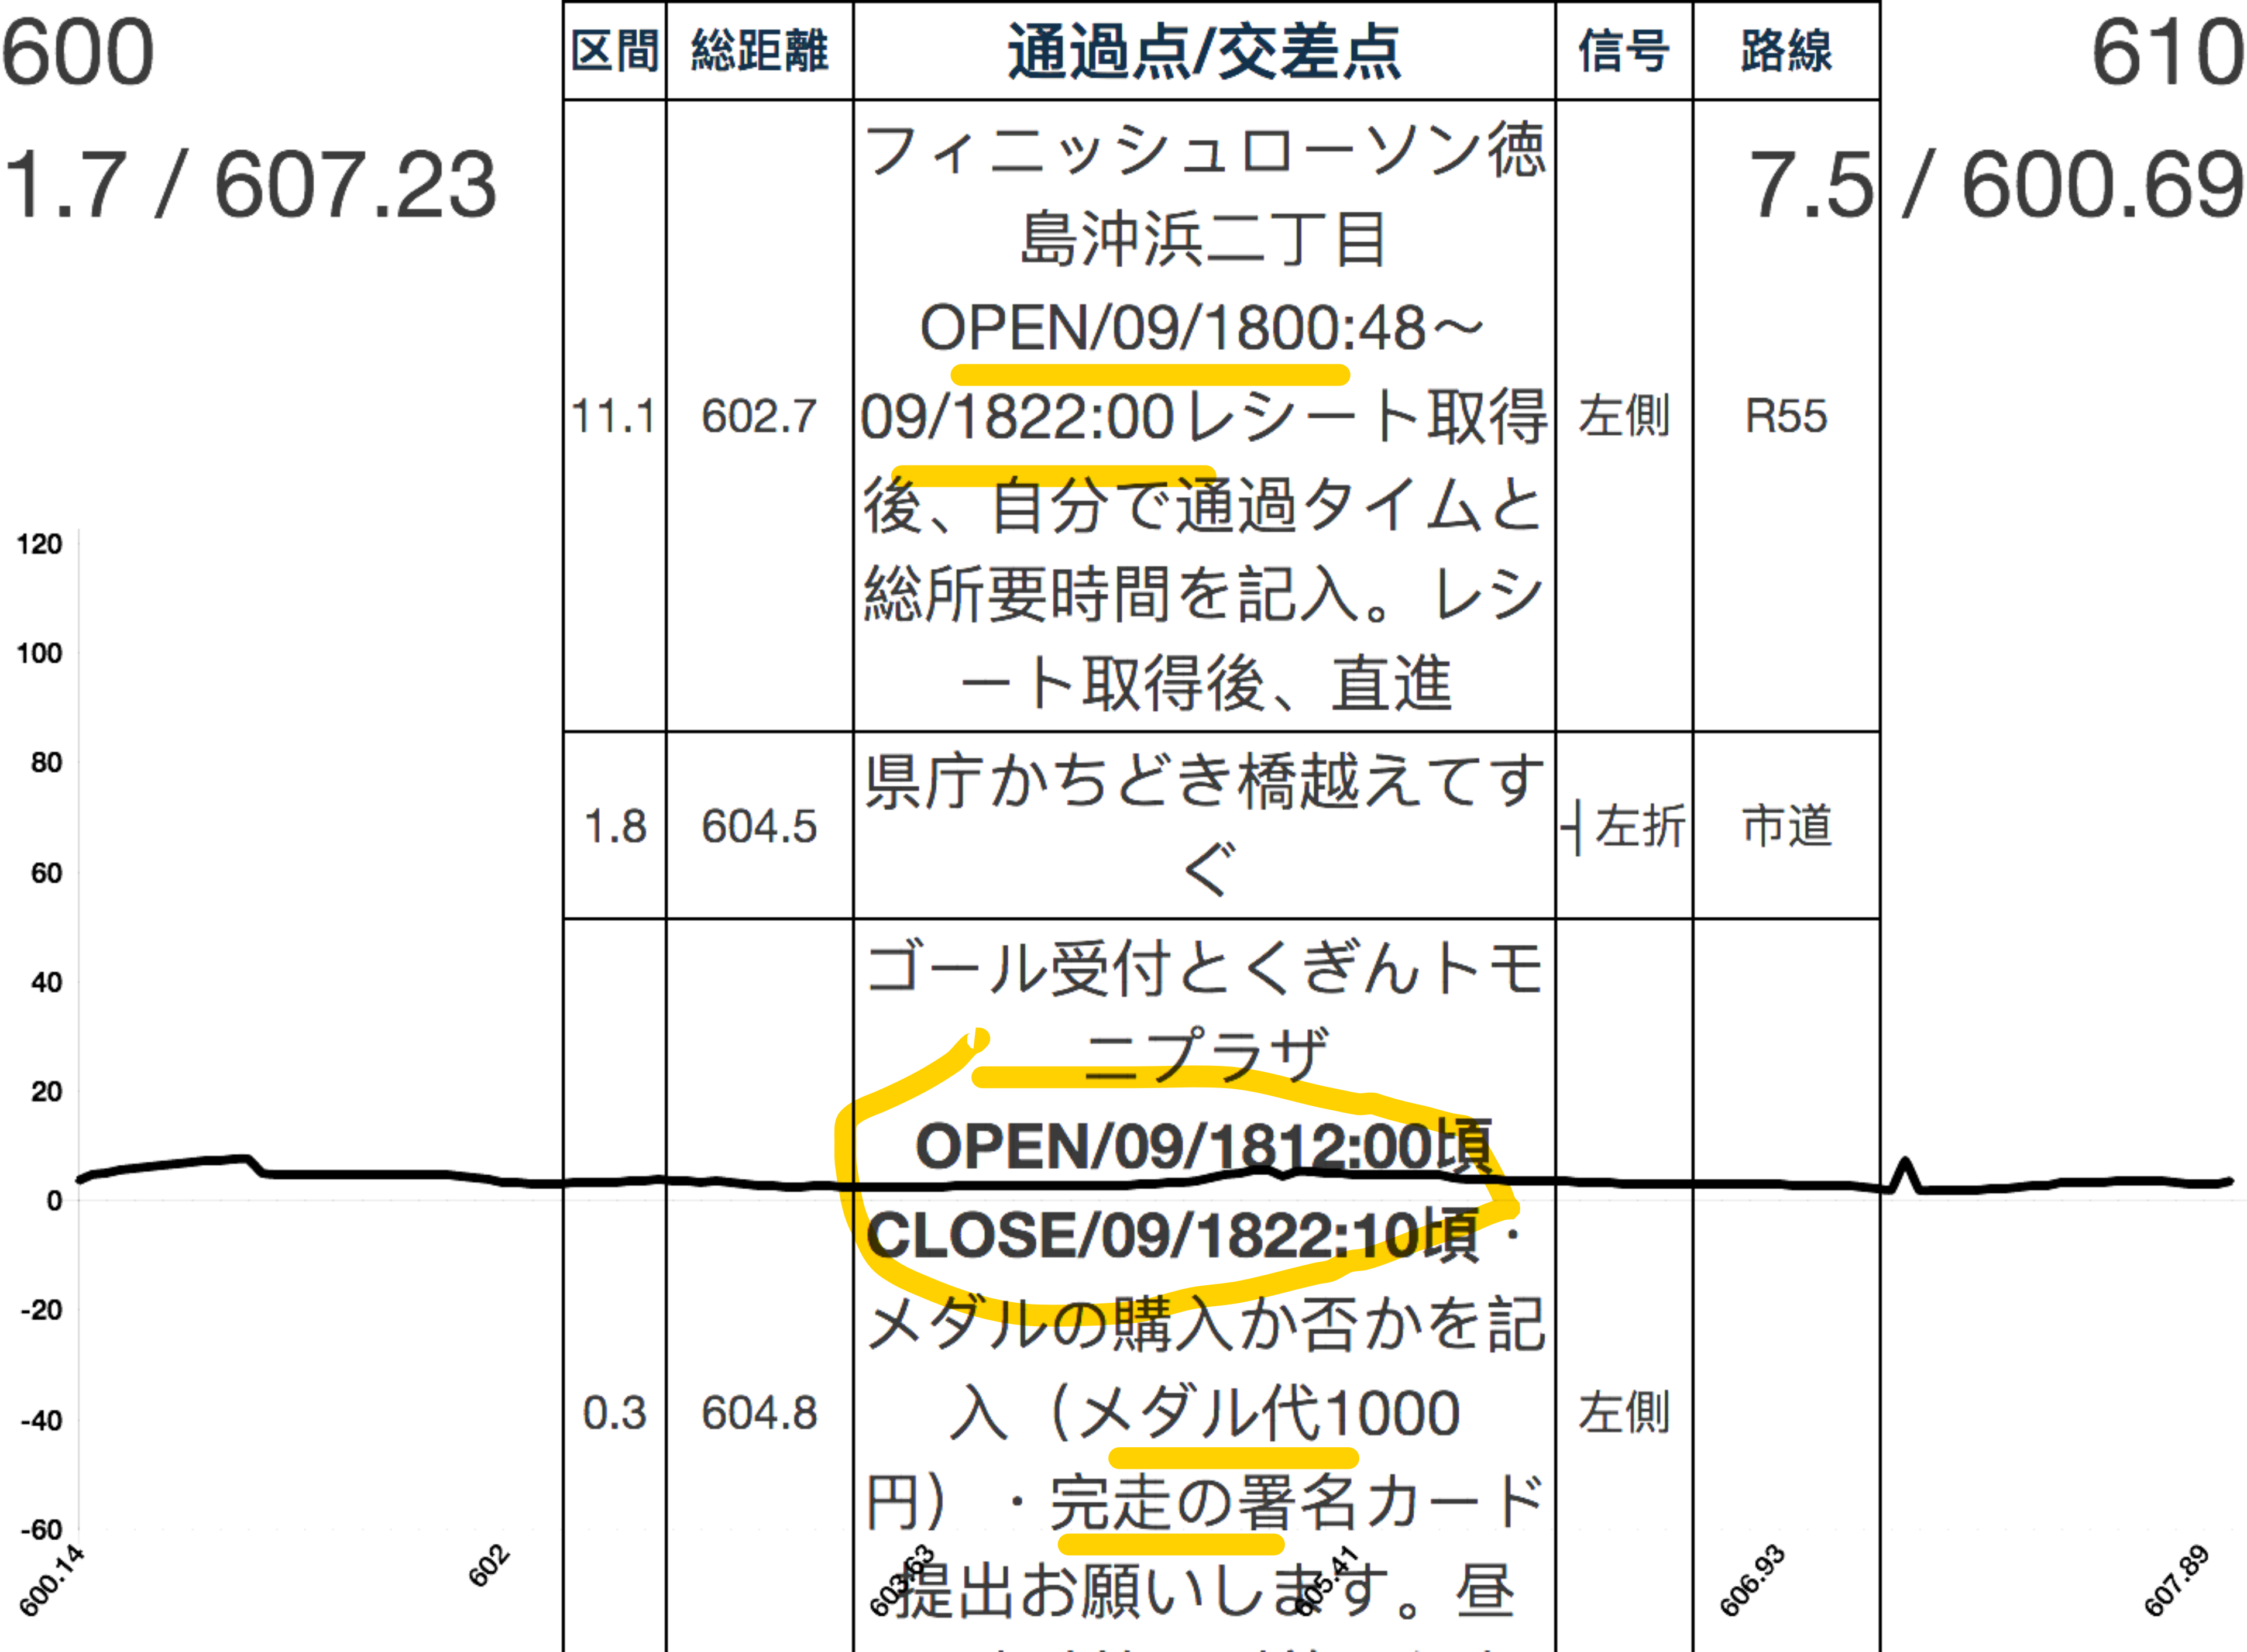 600
610
1.7 / 607.23
7.5 / 600.69
区間 総距離 通過点/交差点 信号 路線
フィニッシュローソン徳
島沖浜二丁目
OPEN/09/1800:48～
11.1 602.7 09/1822:00レシート取得 左側 R55
後、自分で通過タイムと
総所要時間を記入。レシ
ート取得後、直進
県庁かちどき橋越えてす
1.8 604.5 ┤左折 市道
ぐ
ゴール受付とくぎんトモ
ニプラザ
OPEN/09/1812:00頃
CLOSE/09/1822:10頃・
メダルの購入か否かを記
0.3 604.8 入（メダル代1000 左側
円）・完走の署名カード
提出お願いします。昼
120
100
80
60
40
20
0
-20
-40
-60
600.14 602 603.63 605.41 606.93 607.89